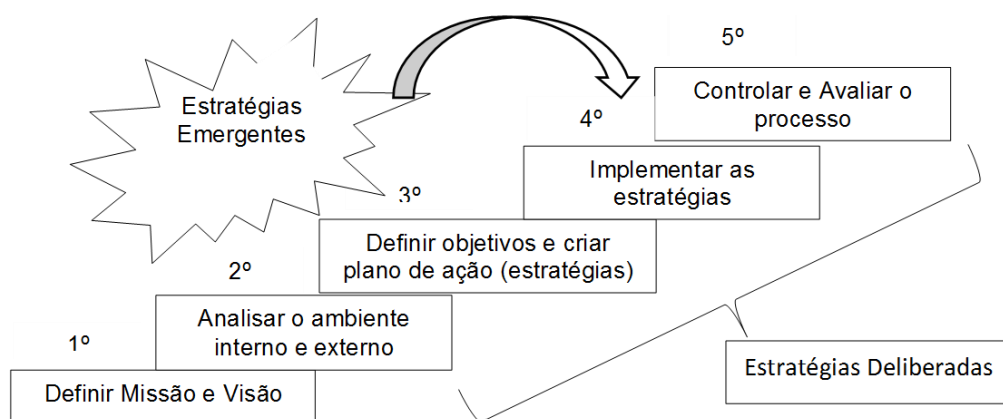 5º
Controlar e Avaliar o
processo
Estratégias
Emergentes
4º
Implementar as
estratégias
3º
Definir objetivos e criar
plano de ação (estratégias)
2º
Analisar o ambiente
interno e externo
1º
Definir Missão e Visão
Estratégias Deliberadas